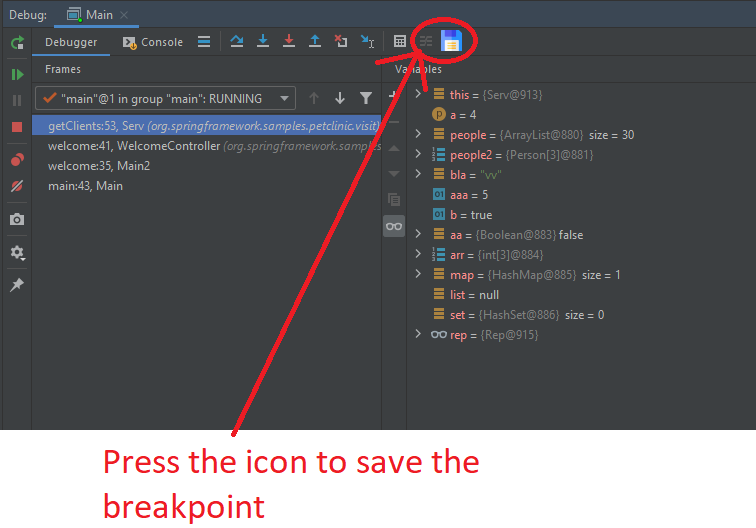 Debug: Main ×
Debugger Console
Frames Variables
"main"@1 in group "main": RUNNING
getClients:53, Serv (org.springframework.samples.petclinic.visit)
welcome:41, WelcomeController (org.springframework.samples
welcome:35, Main2
main:43, Main
this = {Serv@913}
a = 4
people = {ArrayList@880} size = 30
people2 = {Person[3]@881}
bla = "vv"
aaa = 5
b = true
aa = {Boolean@883} false
arr = {int[3]@884}
map = {HashMap@885} size = 1
list = null
set = {HashSet@886} size = 0
rep = {Rep@915}
Press the icon to save the
breakpoint